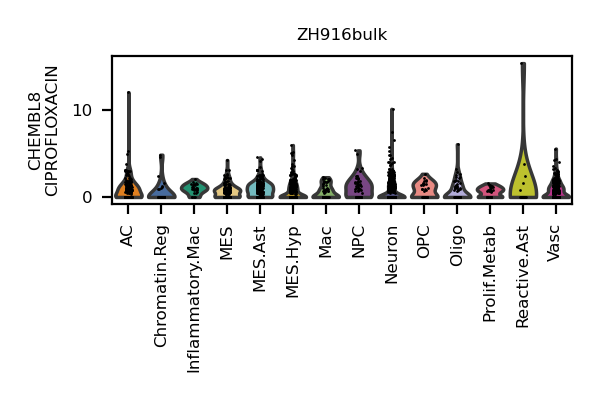 ZH916bulk
CHEMBL8
CIPROFLOXACIN
10
0
AC
Chromatin.Reg
Inflammatory.Mac
MES
MES.Ast
MES.Hyp
Mac
NPC
Neuron
OPC
Oligo
Prolif.Metab
Reactive.Ast
Vasc